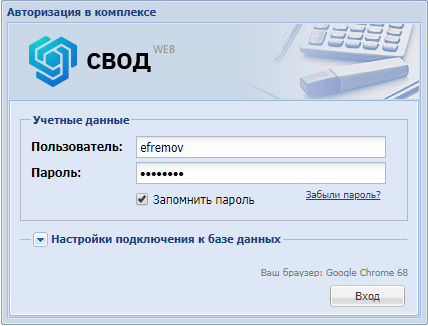 Авторизация в комплексе
СВОД WEB
Учетные данные
Пользователь: efremov
Пароль: ••••••••
Запомнить пароль Забыли пароль?
Настройки подключения к базе данных
Ваш браузер: Google Chrome 68
Вход